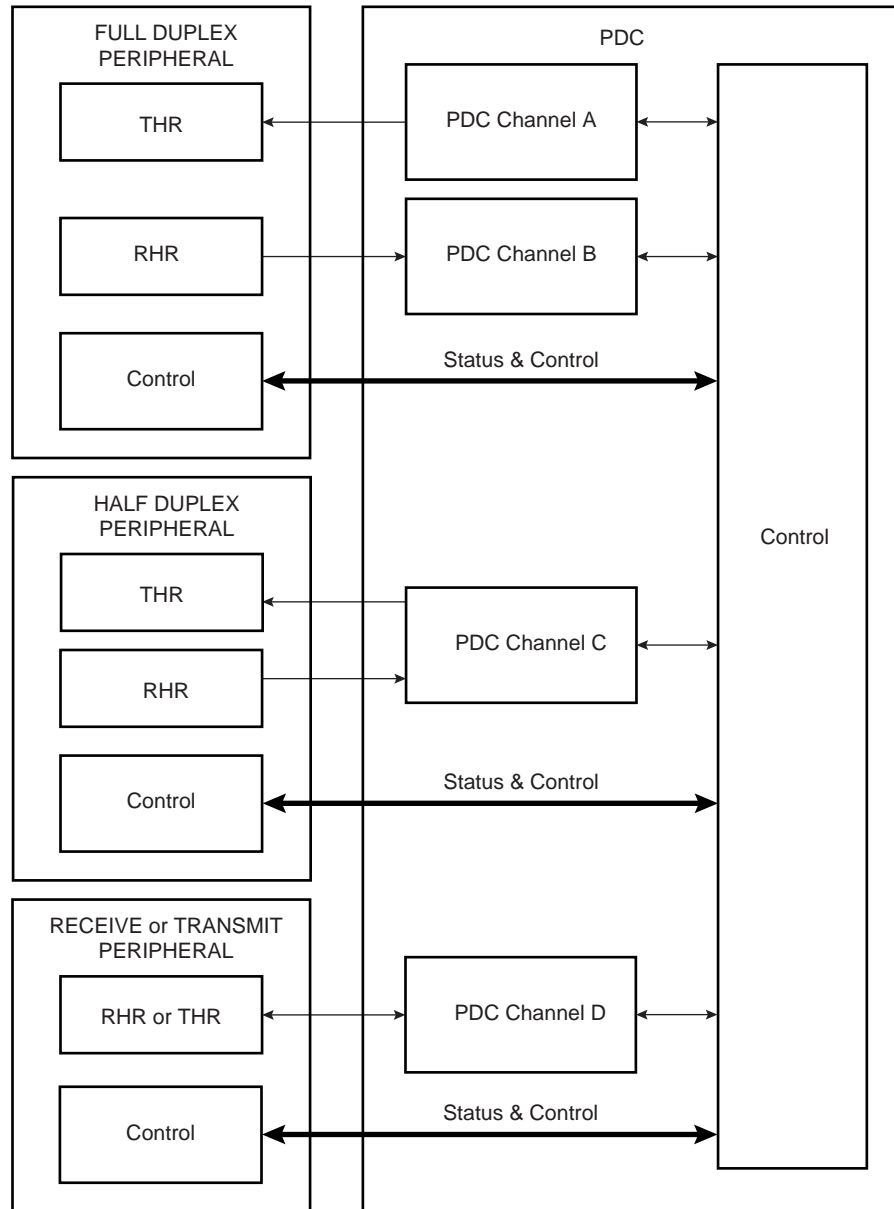 FULL DUPLEX
PERIPHERAL
THR
RHR
Control
PDC
PDC Channel A
PDC Channel B
Status & Control
HALF DUPLEX
PERIPHERAL
THR
RHR
Control
PDC Channel C
Status & Control
Control
RECEIVE or TRANSMIT
PERIPHERAL
RHR or THR
Control
PDC Channel D
Status & Control